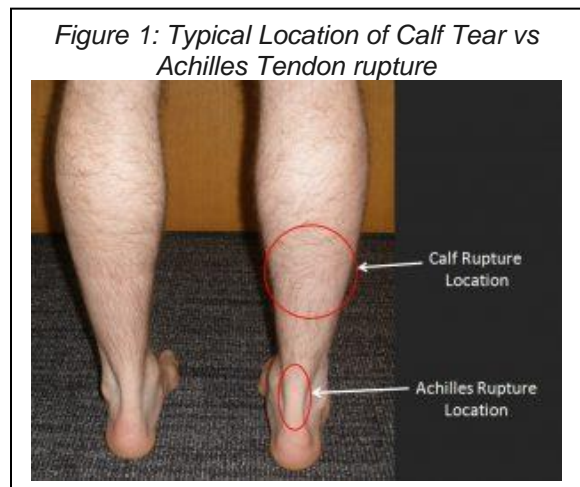 Figure 1: Typical Location of Calf Tear vs
Achilles Tendon rupture
Calf Rupture
Location
Achilles Rupture
Location